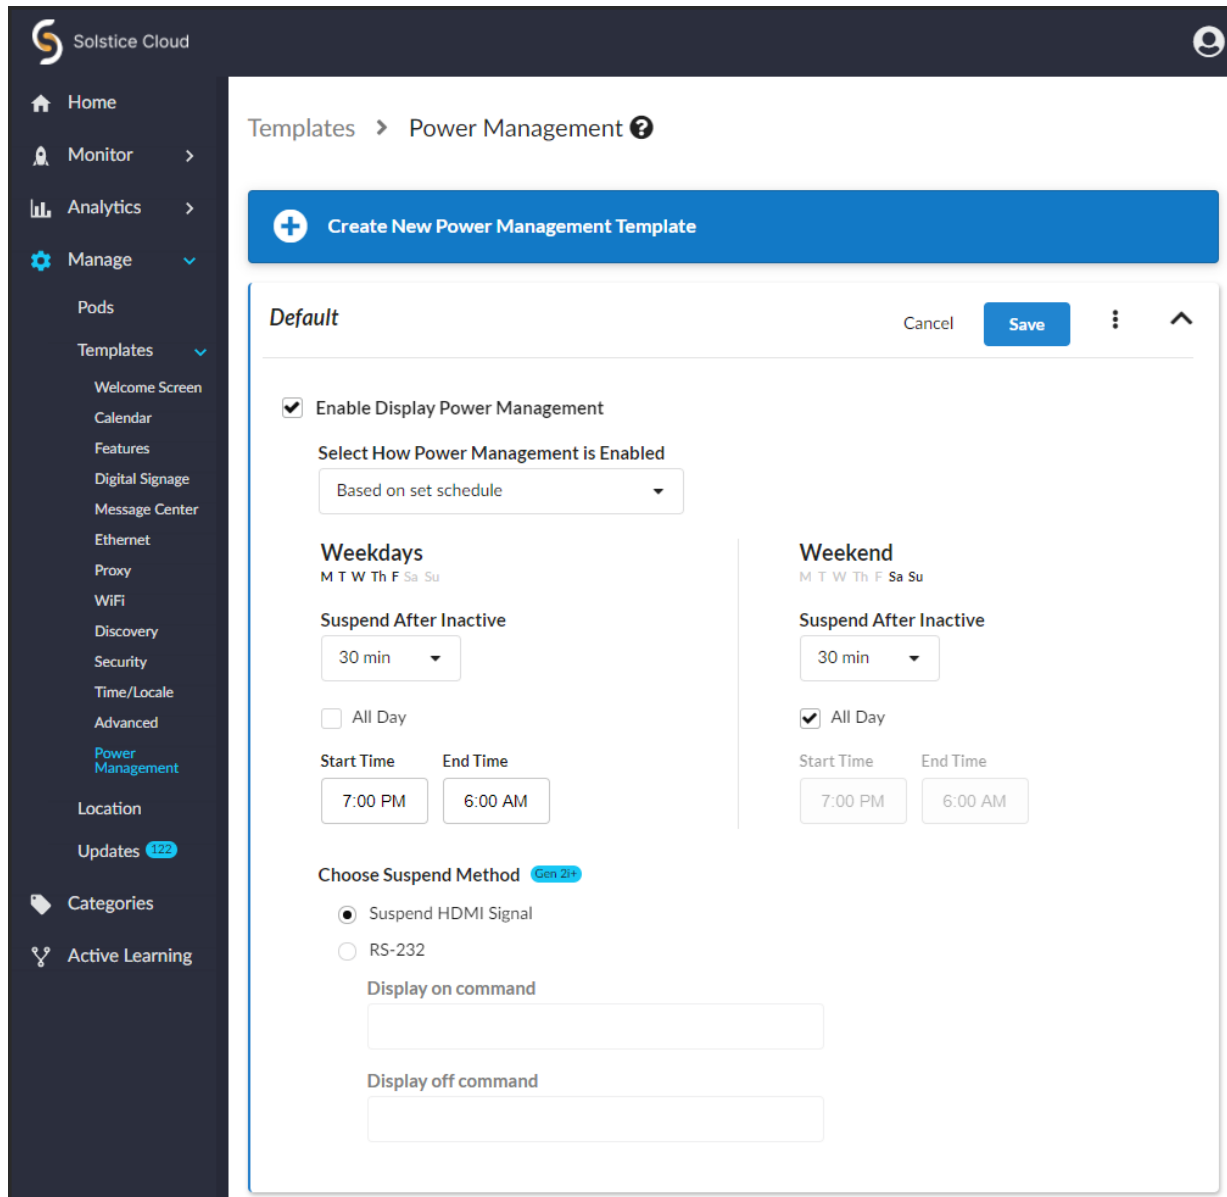 Solstice Cloud
Home
Monitor
Analytics
Manage
Pods
Templates
Welcome Screen
Calendar
Features
Digital Signage
Message Center
Ethernet
Proxy
WiFi
Discovery
Security
Time/Locale
Advanced
Power
Management
Location
Updates 122
Categories
Active Learning
Templates > Power Management ?
Create New Power Management Template
Default
Cancel Save
Enable Display Power Management
Select How Power Management is Enabled
Based on set schedule
Weekdays
M T W Th F Sa Su
Suspend After Inactive
30 min
All Day
Start Time End Time
7:00 PM 6:00 AM
Weekend
M T W Th F Sa Su
Suspend After Inactive
30 min
All Day
Start Time End Time
7:00 PM 6:00 AM
Choose Suspend Method Gen 2i+
Suspend HDMI Signal
RS-232
Display on command
Display off command